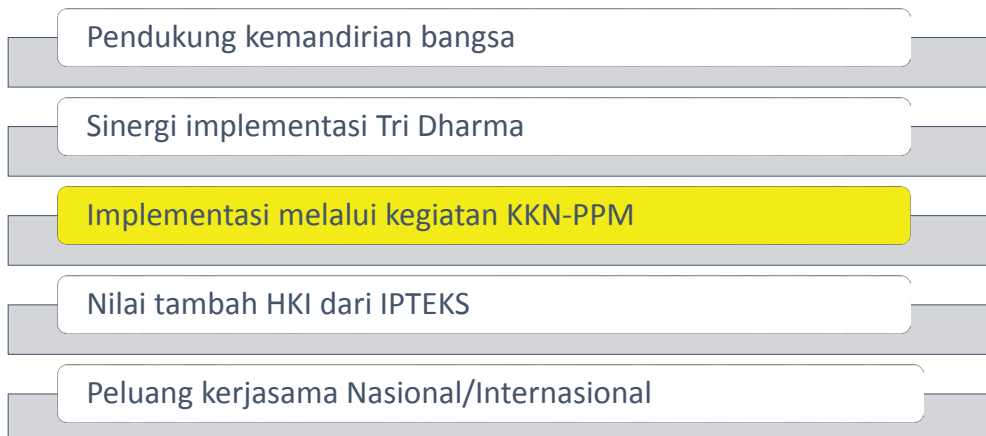 Pendukung kemandirian bangsa
Sinergi implementasi Tri Dharma
Implementasi melalui kegiatan KKN-PPM
Nilai tambah HKI dari IPTEKS
Peluang kerjasama Nasional/Internasional